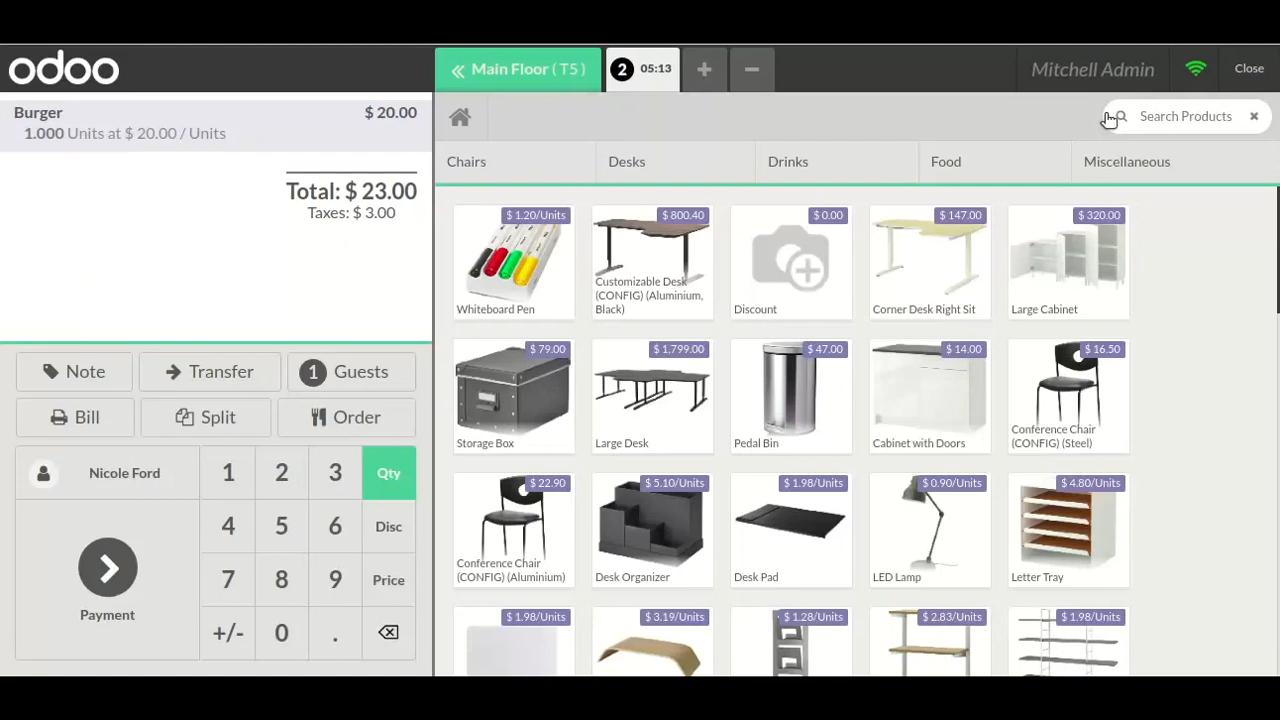 odoo
Main Floor ( T5 )
2 05:13
+
−
Mitchell Admin
Close
Burger $ 20.00
1.000 Units at $ 20.00 / Units
Total: $ 23.00
Taxes: $ 3.00
Search Products
Chairs
Desks
Drinks
Food
Miscellaneous
$ 1.20/Units
Whiteboard Pen
$ 800.40
Customizable Desk
(CONFIG) (Aluminium,
Black)
$ 0.00
Discount
$ 147.00
Corner Desk Right Sit
$ 320.00
Large Cabinet
$ 79.00
Storage Box
$ 1,799.00
Large Desk
$ 47.00
Pedal Bin
$ 14.00
Cabinet with Doors
$ 16.50
Conference Chair
(CONFIG) (Steel)
$ 22.90
Conference Chair
(CONFIG) (Aluminium)
$ 5.10/Units
Desk Organizer
$ 1.98/Units
Desk Pad
$ 0.90/Units
LED Lamp
$ 4.80/Units
Letter Tray
$ 1.98/Units
$ 3.19/Units
$ 1.28/Units
$ 2.83/Units
$ 1.98/Units
Note
Transfer
1 Guests
Bill
Split
Order
Nicole Ford
Payment
1 2 3 Qty
4 5 6 Disc
7 8 9 Price
+/- 0 .